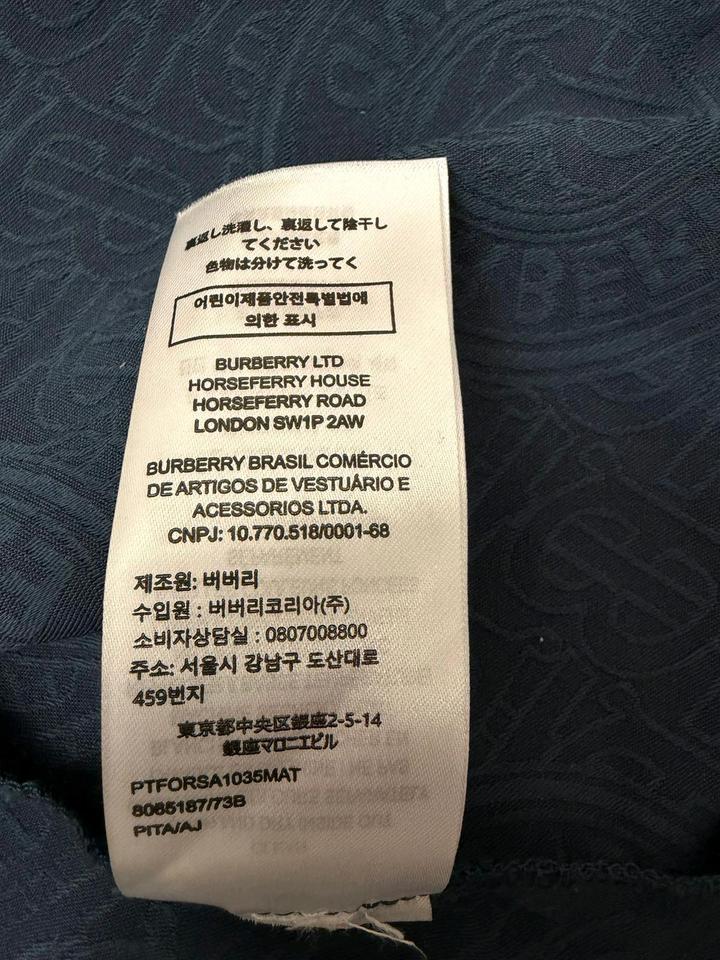 裏返し洗濯し、裏返して陰干し
てください
色物は分けて洗ってく
어린이제품안전특별법에
의한 표시
BURBERRY LTD
HORSEFERRY HOUSE
HORSEFERRY ROAD
LONDON SW1P 2AW
BURBERRY BRASIL COMÉRCIO
DE ARTIGOS DE VESTUÁRIO E
ACESSORIOS LTDA.
CNPJ: 10.770.518/0001-68
제조원: 버버리
수입원 : 버버리코리아(주)
소비자상담실 : 0807008800
주소: 서울시 강남구 도산대로
459번지
東京都中央区銀座2-5-14
銀座マロニエビル
PTFORSA1035MAT
8065187/73B
PITA/AJ